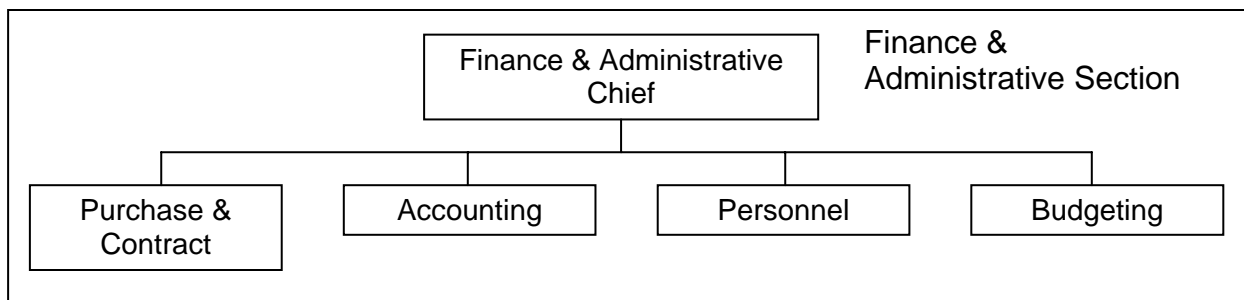 Finance & Administrative
Chief
Finance &
Administrative Section
Purchase &
Contract
Accounting
Personnel
Budgeting